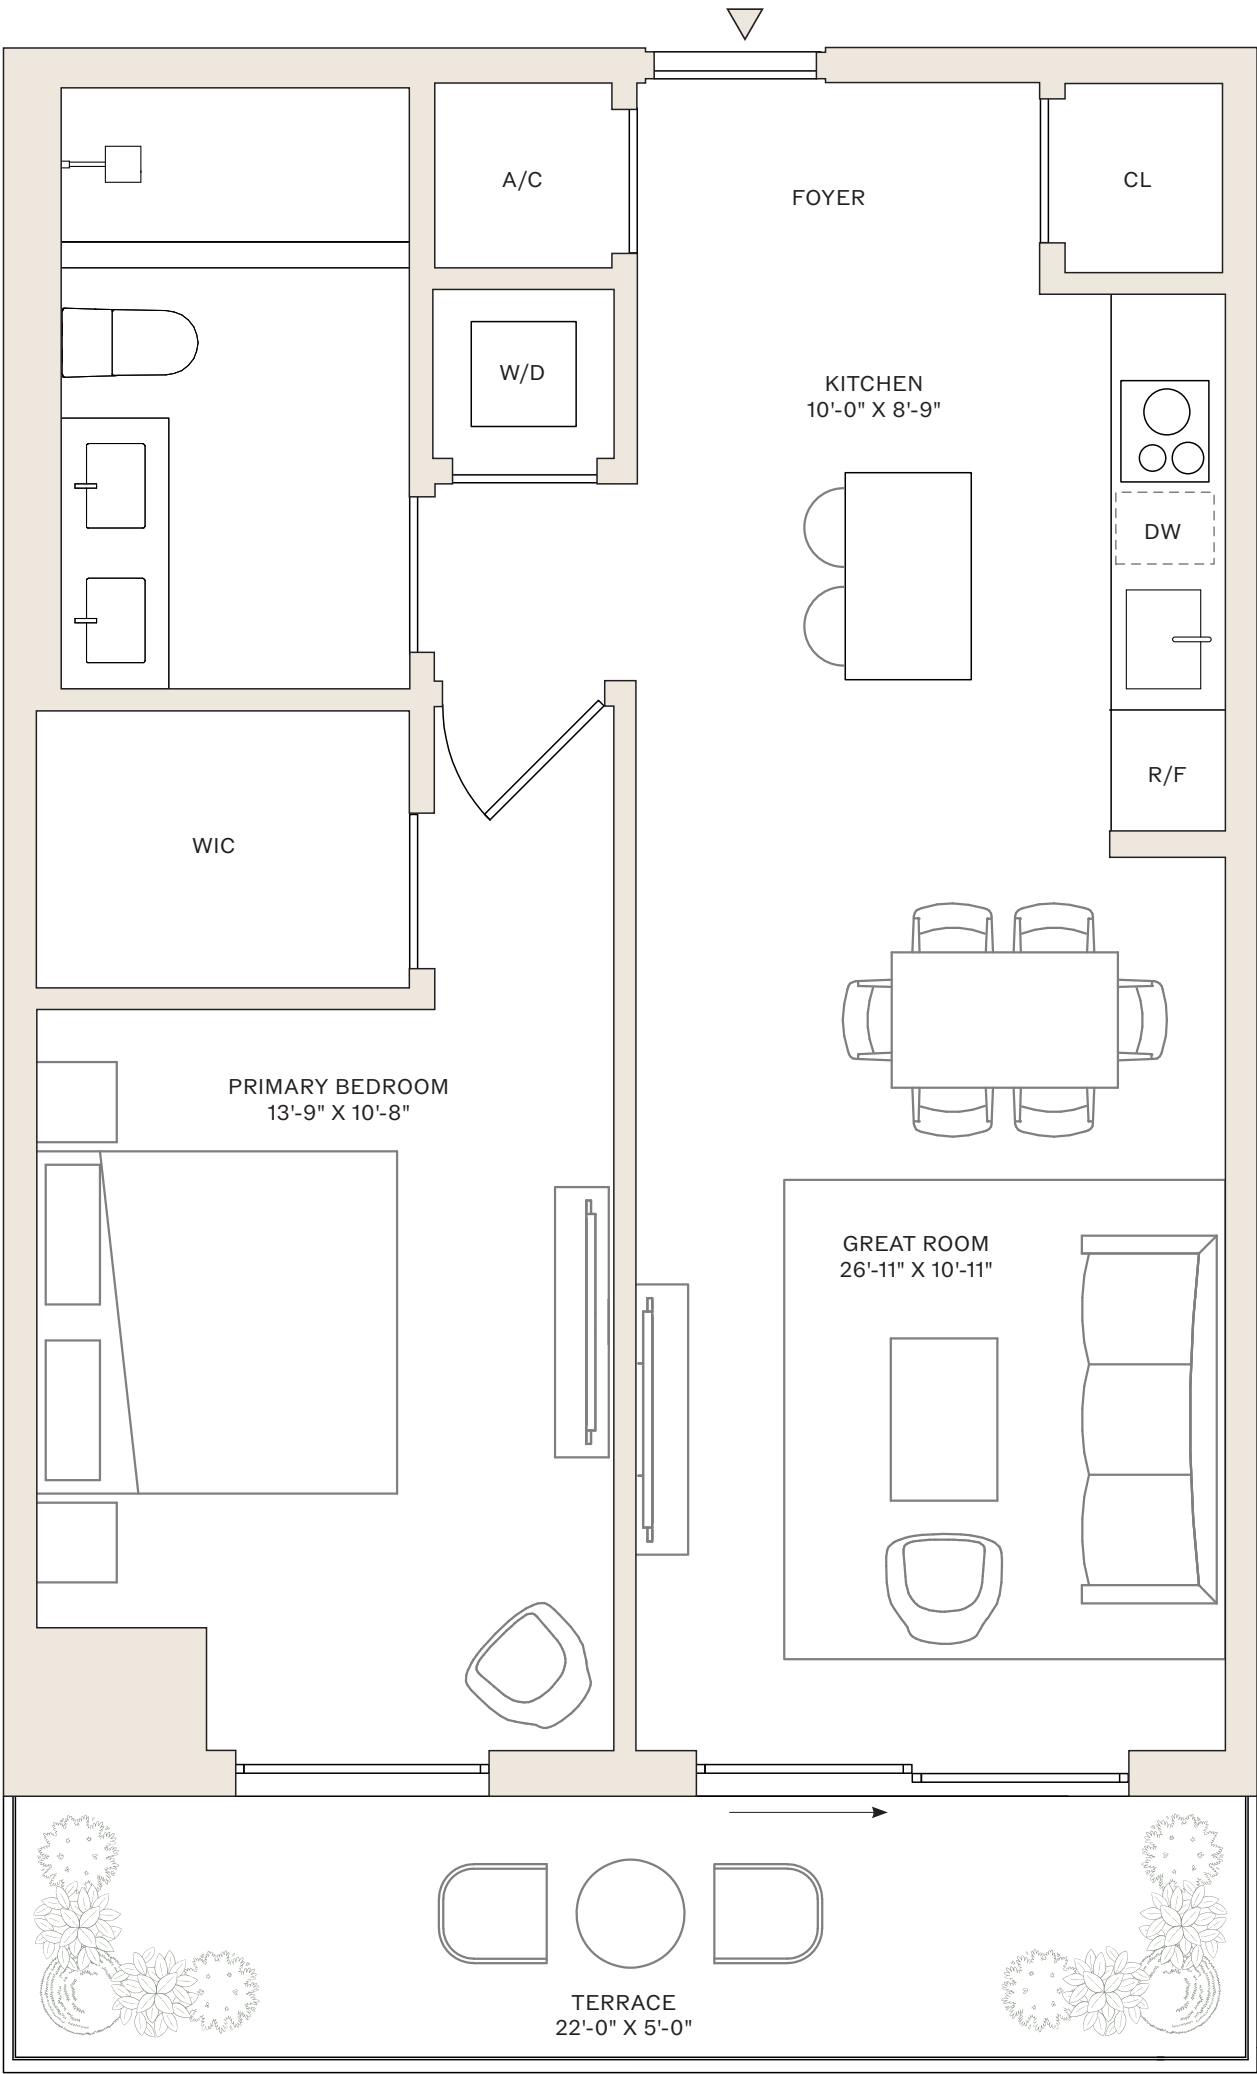 A/C
FOYER
CL
W/D
KITCHEN
10'-0" X 8'-9"
DW
R/F
WIC
PRIMARY BEDROOM
13'-9" X 10'-8"
GREAT ROOM
26'-11" X 10'-11"
TERRACE
22'-0" X 5'-0"